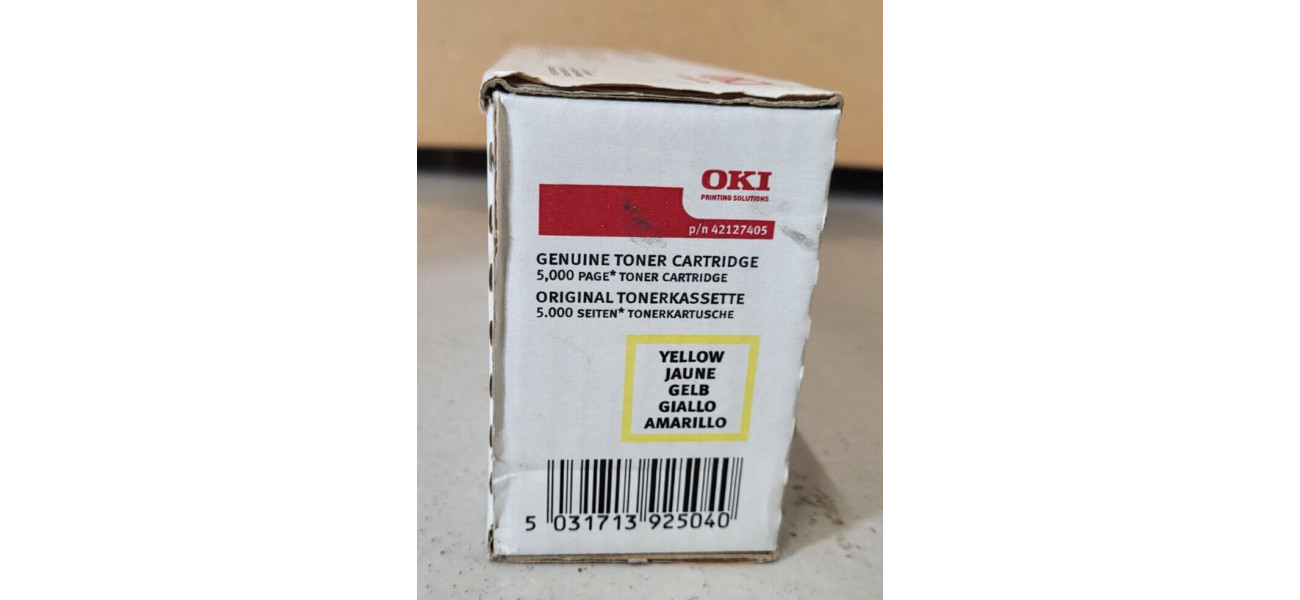 OKI
PRINTING SOLUTIONS
p/n 42127405
GENUINE TONER CARTRIDGE
5,000 PAGE* TONER CARTRIDGE
ORIGINAL TONERKASSETTE
5.000 SEITEN* TONERKARTUSCHE
YELLOW
JAUNE
GELB
GIALLO
AMARILLO
5 031713 925040